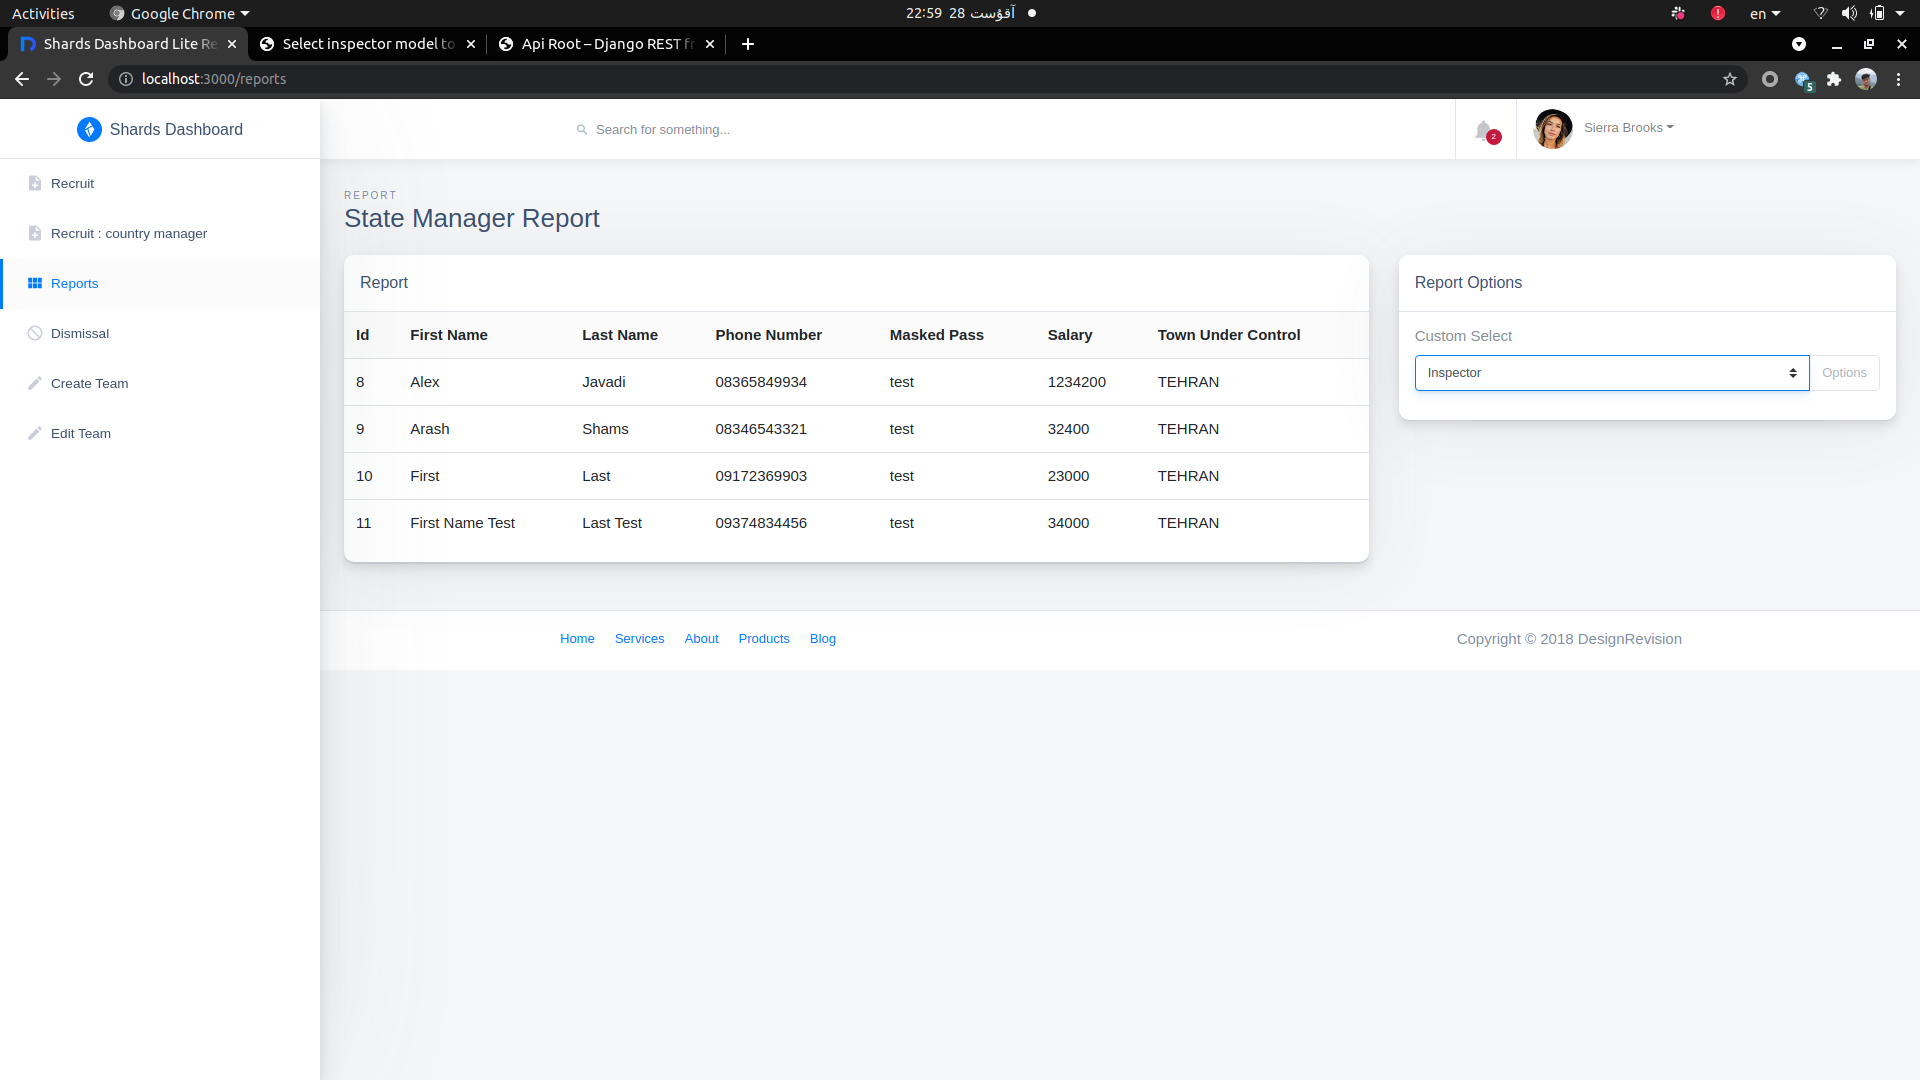 Activities Google Chrome 22:59 28 آقۇست en
Shards Dashboard Lite Re Select inspector model to Api Root – Django REST fr
localhost:3000/reports 5
Shards Dashboard Search for something... 2 Sierra Brooks
Recruit
Recruit : country manager
Reports
Dismissal
Create Team
Edit Team
REPORT
State Manager Report
Report
Id First Name Last Name Phone Number Masked Pass Salary Town Under Control
8 Alex Javadi 08365849934 test 1234200 TEHRAN
9 Arash Shams 08346543321 test 32400 TEHRAN
10 First Last 09172369903 test 23000 TEHRAN
11 First Name Test Last Test 09374834456 test 34000 TEHRAN
Report Options
Custom Select
Inspector Options
Home Services About Products Blog Copyright © 2018 DesignRevision